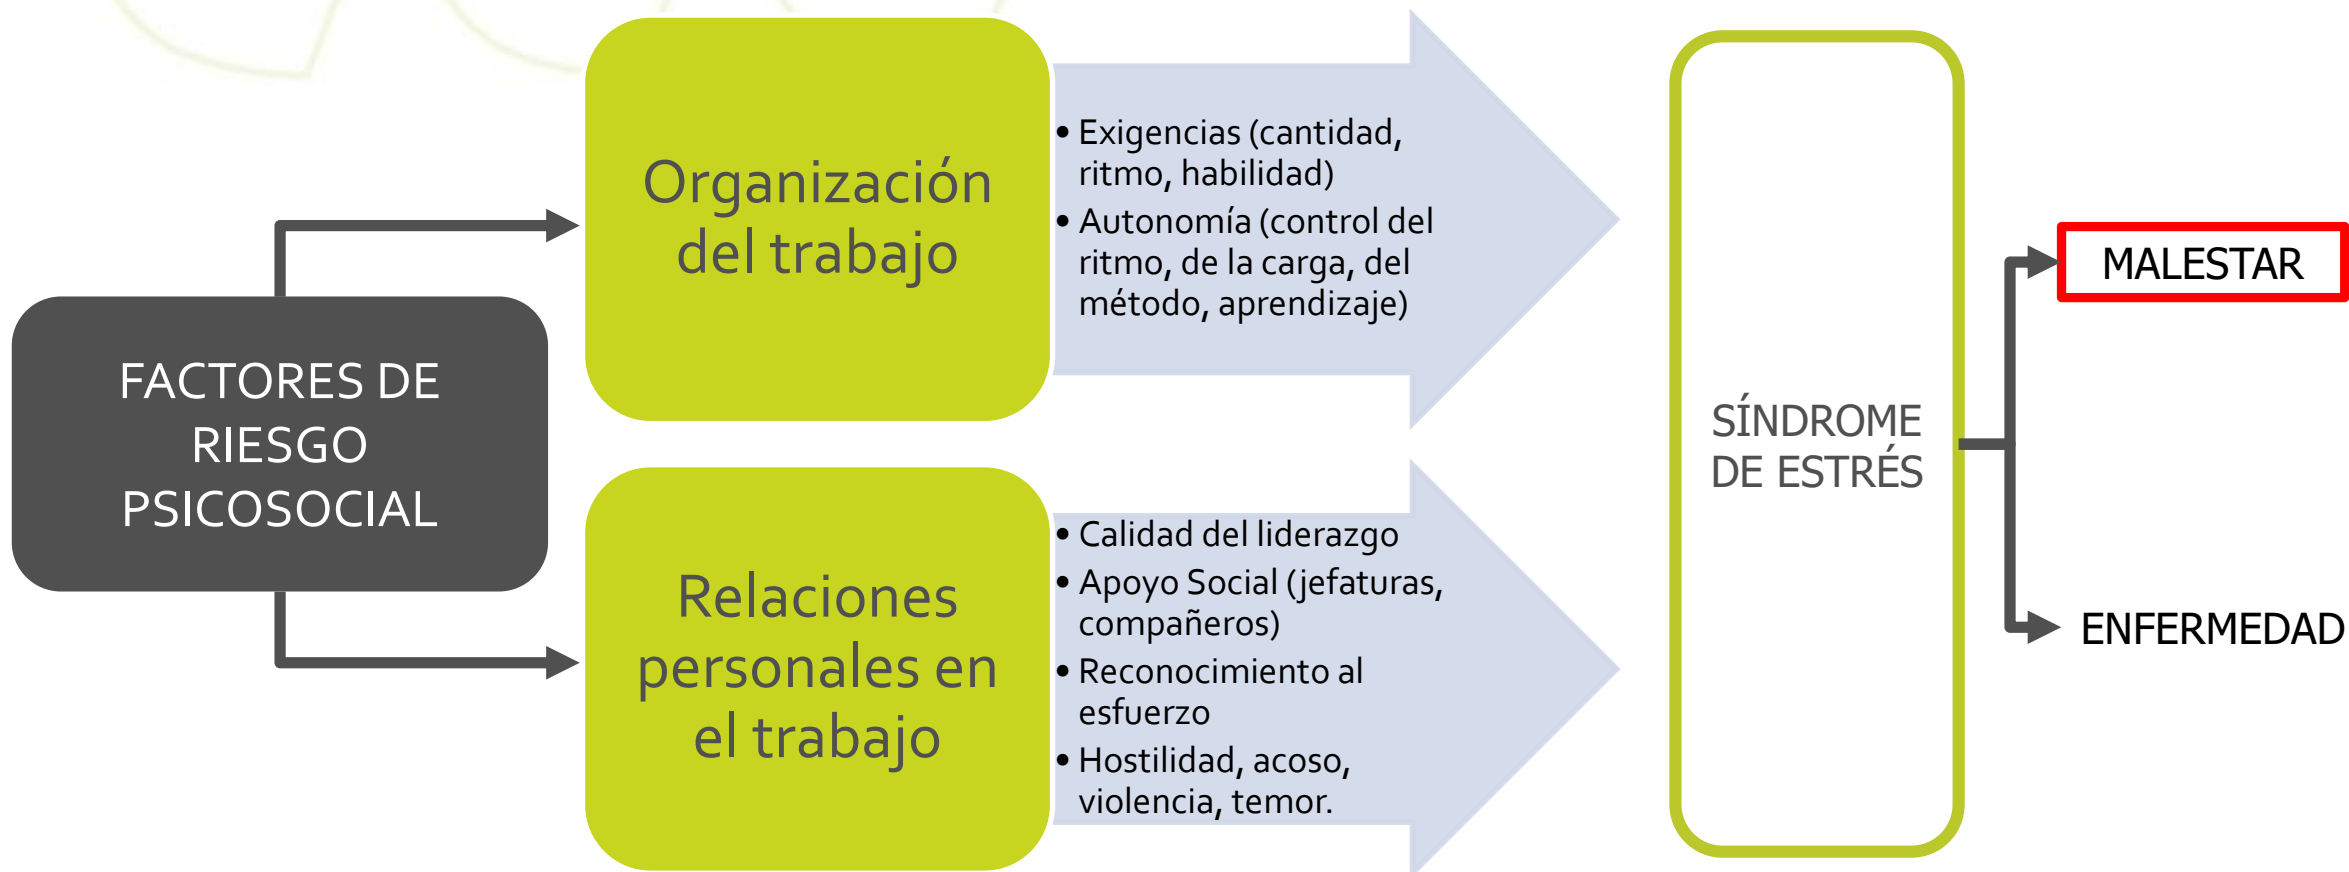 FACTORES DE
RIESGO
PSICOSOCIAL
Organización
del trabajo
• Exigencias (cantidad,
ritmo, habilidad)
• Autonomía (control del
ritmo, de la carga, del
método, aprendizaje)
Relaciones
personales en
el trabajo
• Calidad del liderazgo
• Apoyo Social (jefaturas,
compañeros)
• Reconocimiento al
esfuerzo
• Hostilidad, acoso,
violencia, temor.
SÍNDROME
DE ESTRÉS
MALESTAR
ENFERMEDAD